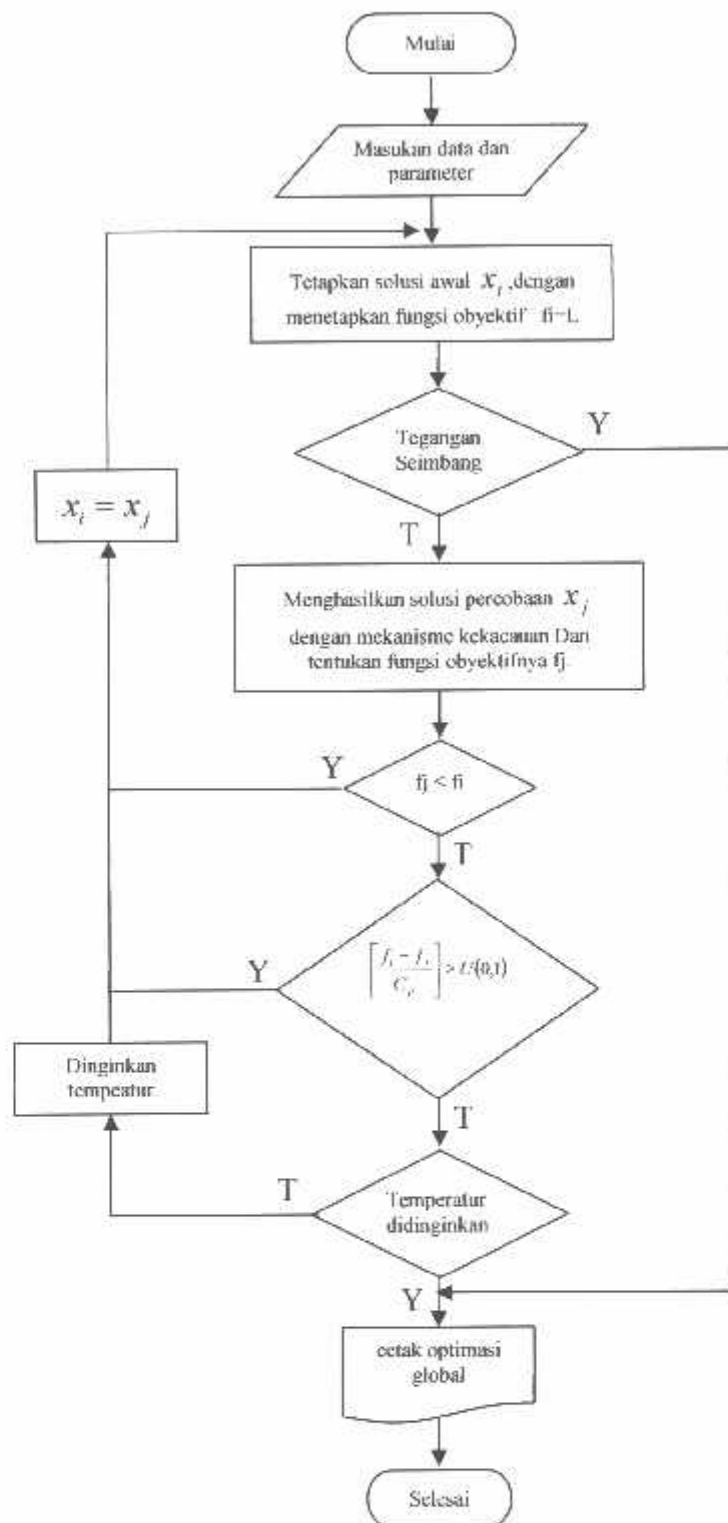 Mulai
Masukan data dan
parameter
Tetapkan solusi awal x_i ,dengan
menetapkan fungsi obyektif fi=L
Tegangan
Seimbang
Y
T
x_i = x_j
Menghasilkan solusi percobaan x_j
dengan mekanisme kekacauan Dan
tentukan fungsi obyektifnya fj.
Y
fj < fi
T
Y
> U(0,1)
T
Dinginkan
tempeatur
T
Temperatur
didinginkan
Y
cetak optimasi
global
Selesai